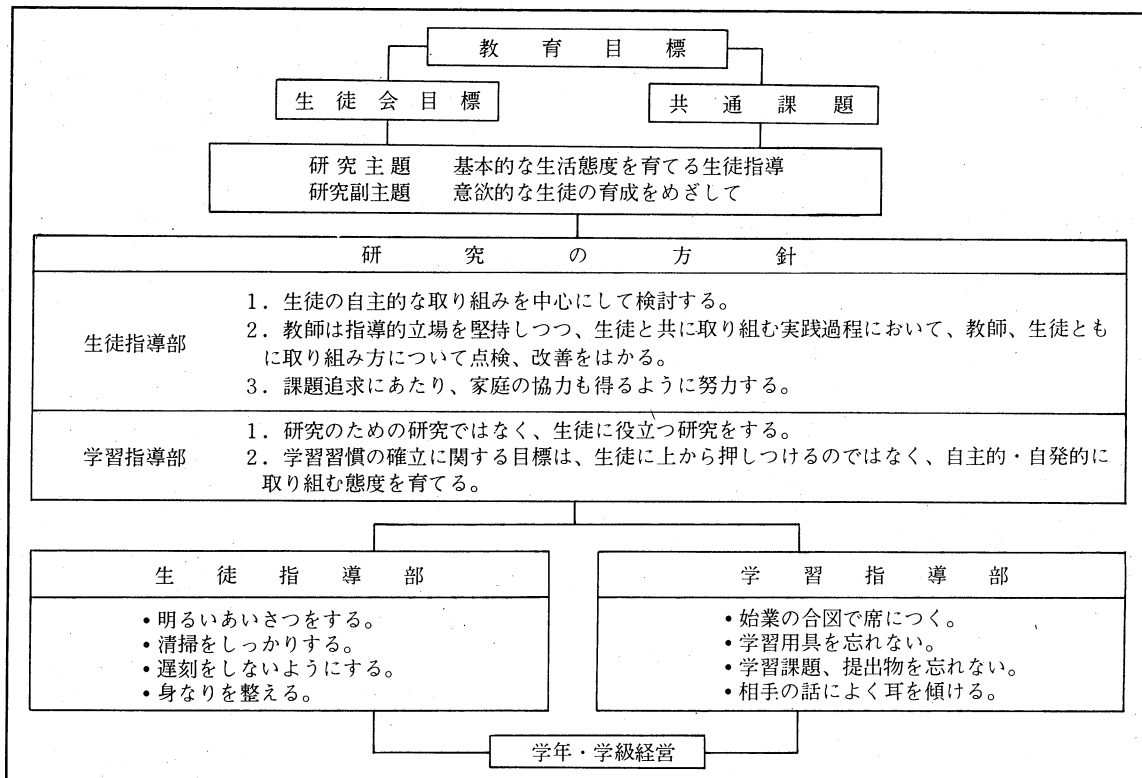 教育目標
生徒会目標
共通課題
研究主題 基本的な生活態度を育てる生徒指導
研究副主題 意欲的な生徒の育成をめざして
研究の方針
生徒指導部
1．生徒の自主的な取り組みを中心にして検討する。
2．教師は指導的立場を堅持しつつ、生徒と共に取り組む実践過程において、教師、生徒とも
に取り組み方について点検、改善をはかる。
3．課題追求にあたり、家庭の協力も得るように努力する。
学習指導部
1．研究のための研究ではなく、生徒に役立つ研究をする。
2．学習習慣の確立に関する目標は、生徒に上から押しつけるのではなく、自主的・自発的に
取り組む態度を育てる。
生徒指導部
•明るいあいさつをする。
•清掃をしっかりする。
•遅刻をしないようにする。
•身なりを整える。
学習指導部
•始業の合図で席につく。
•学習用具を忘れない。
•学習課題、提出物を忘れない。
•相手の話によく耳を傾ける。
学年・学級経営